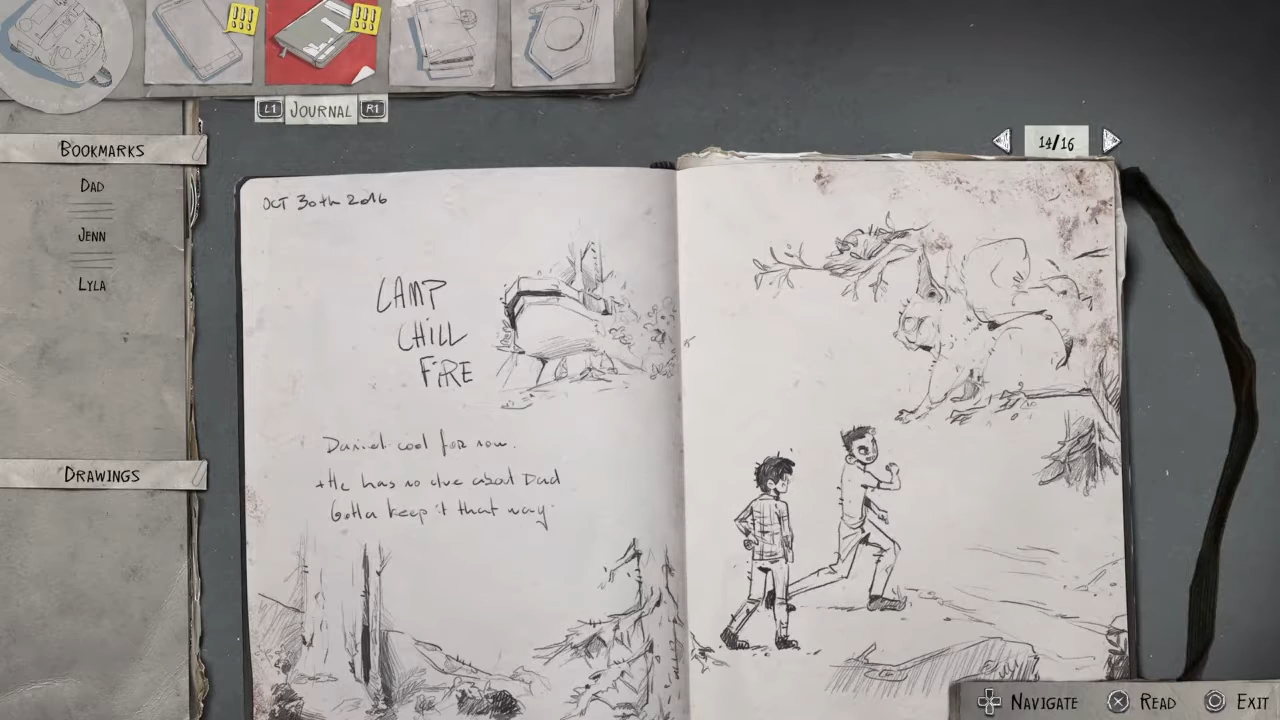 L1 JOURNAL R1
BOOKMARKS
DAD
JENN
LYLA
DRAWINGS
14/16
OCT 30th 2016
CAMP
CHILL
FIRE
Daniel cool for now.
He has no clue about Dad
Gotta keep it that way.
NAVIGATE READ EXIT